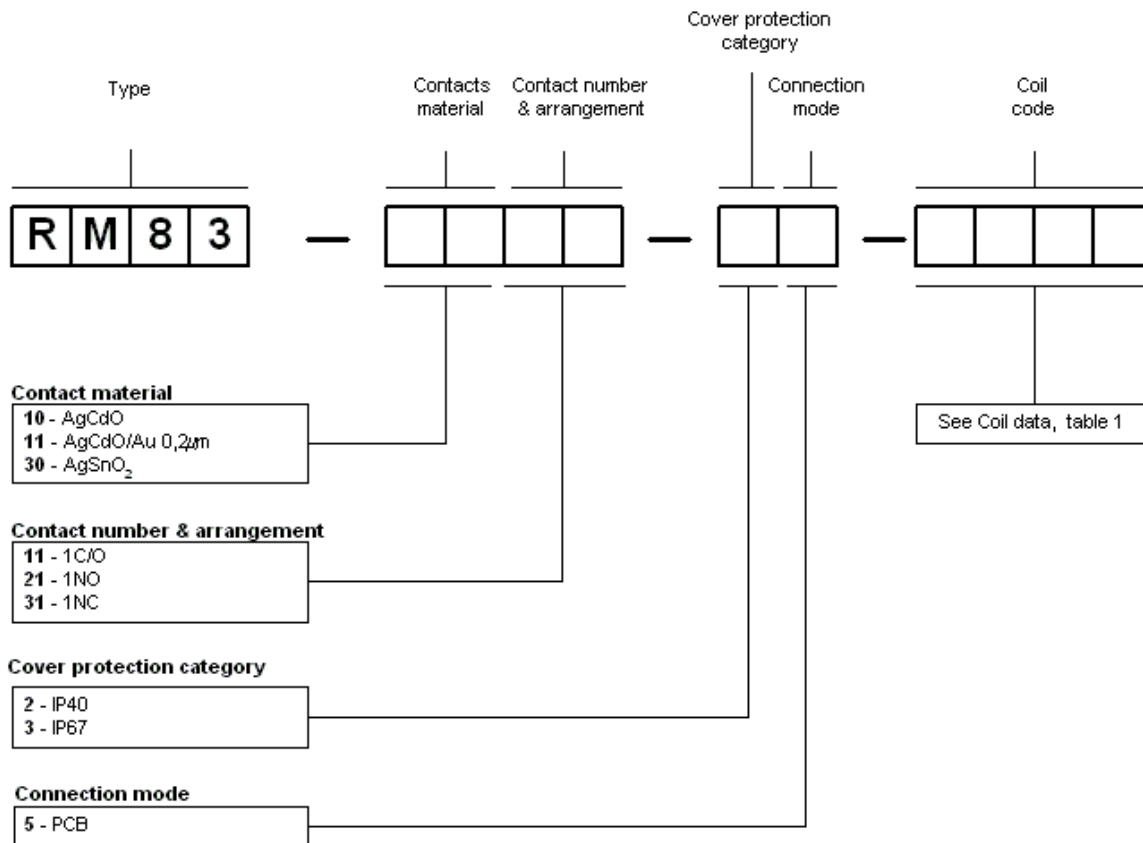 Cover protection
category
Type
Contacts
material
Contact number
& arrangement
Connection
mode
Coil
code
R M 8 3 — — —
Contact material
10 - AgCdO
11 - AgCdO/Au 0,2μm
30 - AgSnO₂
See Coil data, table 1
Contact number & arrangement
11 - 1C/O
21 - 1NO
31 - 1NC
Cover protection category
2 - IP40
3 - IP67
Connection mode
5 - PCB